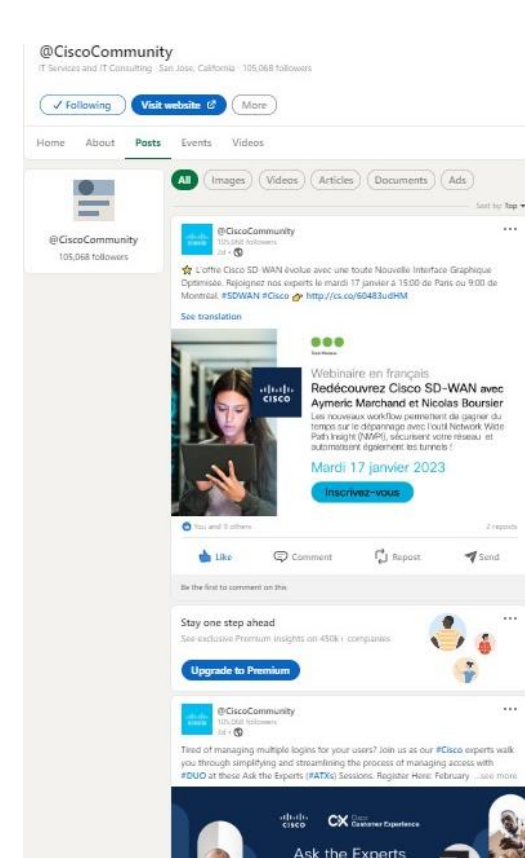 @CiscoCommunity
IT Services and IT Consulting · San Jose, California · 105,068 followers
✓ Following
Visit website
More
Home About Posts Events Videos
@CiscoCommunity
105,068 followers
All Images Videos Articles Documents Ads
Sort by: Top
@CiscoCommunity
105,068 followers
2d
⭐ L'offre Cisco SD-WAN évolue avec une toute Nouvelle Interface Graphique
Optimisée. Rejoignez nos experts le mardi 17 janvier à 15:00 de Paris ou 9:00 de
Montréal. #SDWAN #Cisco 👉 http://cs.co/60483udHM
See translation
CISCO
Webinaire en français
Redécouvrez Cisco SD-WAN avec
Aymeric Marchand et Nicolas Boursier
Les nouveaux workflow permettent de gagner du
temps sur le dépannage avec l'outil Network Wide
Path Insight (NWPI), sécurisent votre réseau et
automatisent également les tunnels !
Mardi 17 janvier 2023
Inscrivez-vous
You and 9 others
2 reposts
Like Comment Repost Send
Be the first to comment on this
Stay one step ahead
See exclusive Premium insights on 450k+ companies
Upgrade to Premium
@CiscoCommunity
105,068 followers
3d
Tired of managing multiple logins for your users? Join us as our #Cisco experts walk
you through simplifying and streamlining the process of managing access with
#DUO at these Ask the Experts (#ATXs) Sessions. Register Here: February ...see more
CISCO CX Cisco Customer Experience
Ask the Experts